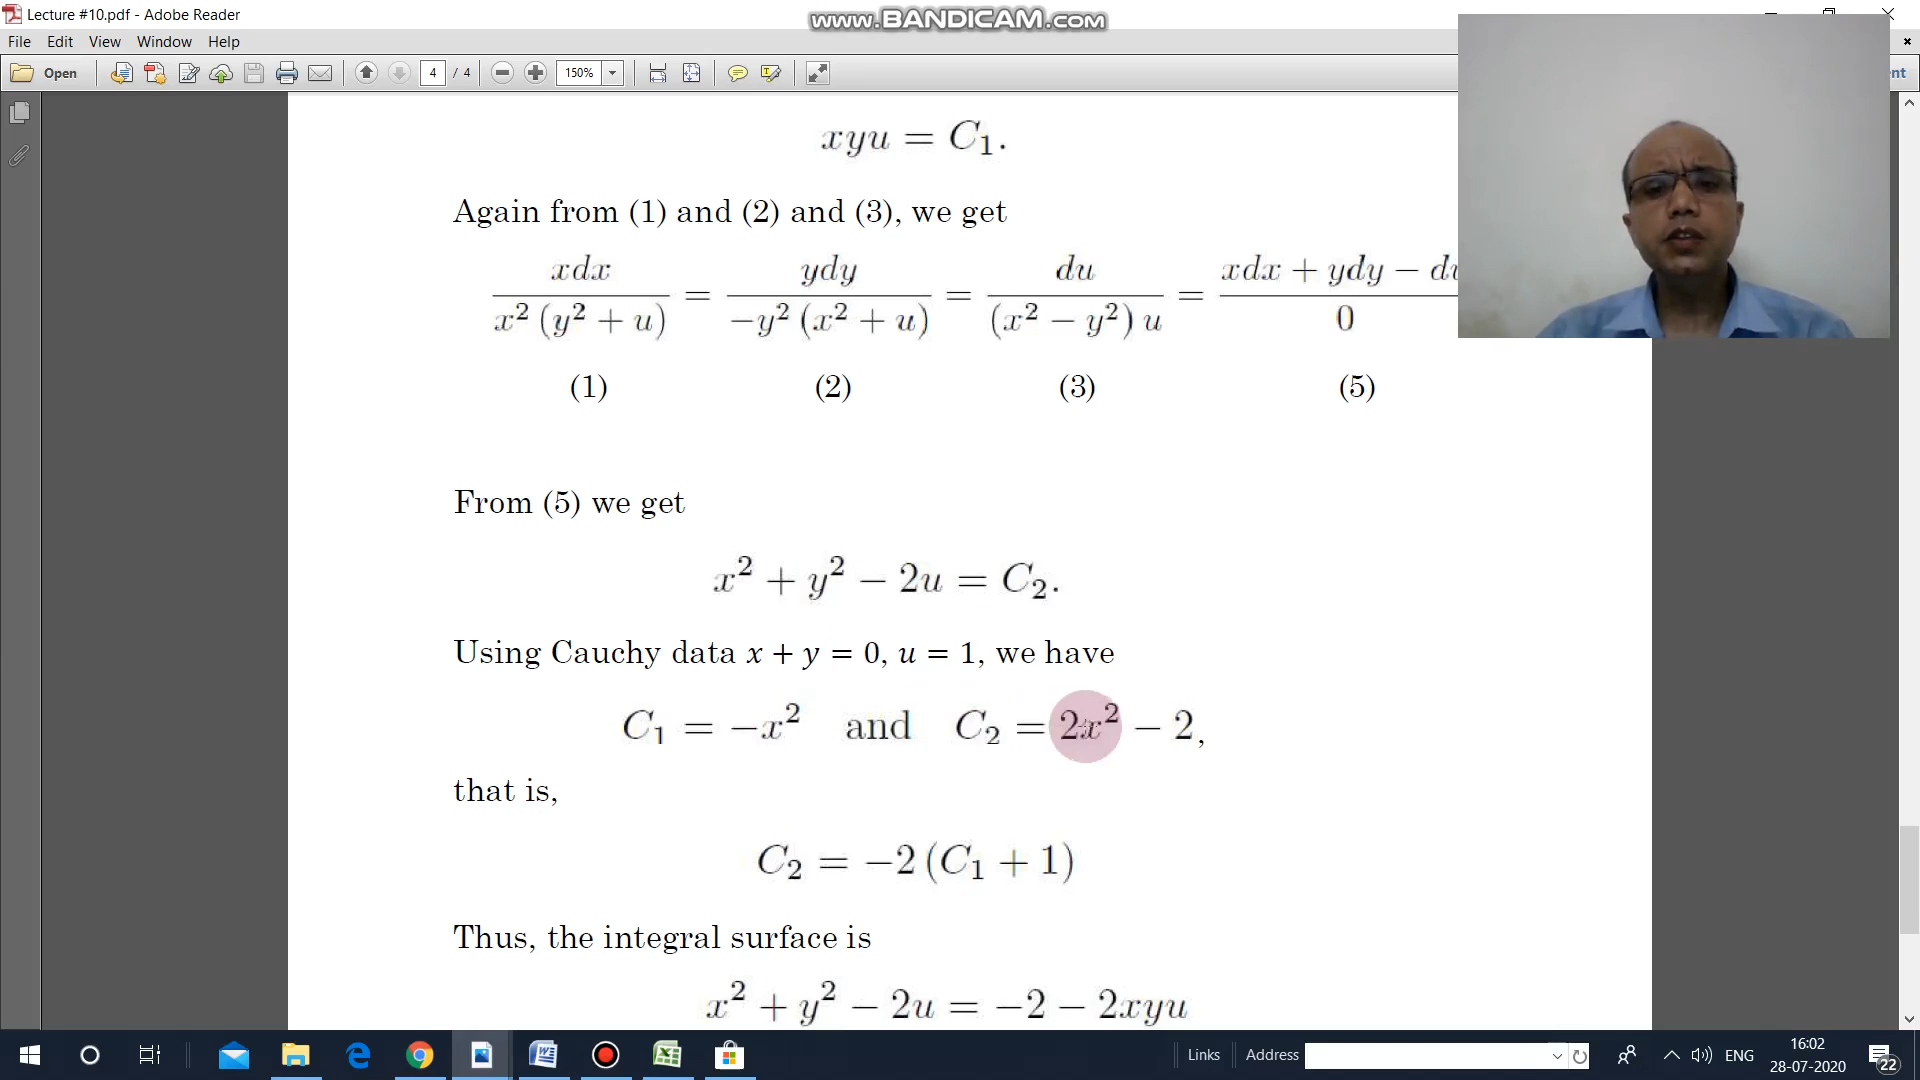 Lecture #10.pdf - Adobe Reader
www.BANDICAM.com
File Edit View Window Help
Open 4 / 4 150% nt
xyu = C₁.
Again from (1) and (2) and (3), we get
xdx / x² (y² + u) = ydy / −y² (x² + u) = du / (x² − y²) u = xdx + ydy − du / 0
(1) (2) (3) (5)
From (5) we get
x² + y² − 2u = C₂.
Using Cauchy data x + y = 0, u = 1, we have
C₁ = −x² and C₂ = 2x² − 2,
that is,
C₂ = −2 (C₁ + 1)
Thus, the integral surface is
x² + y² − 2u = −2 − 2xyu
Links Address ENG 16:02
28-07-2020 22